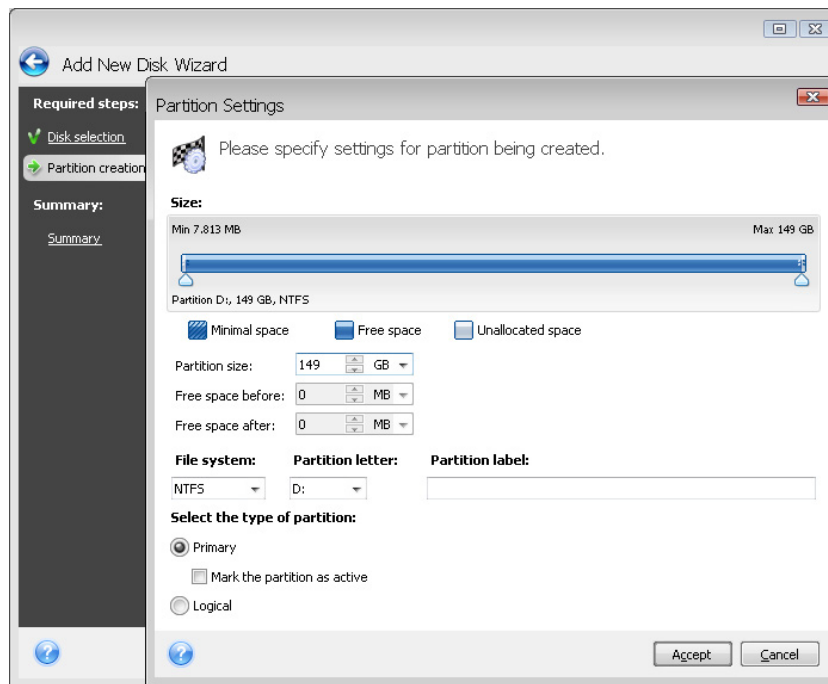 Add New Disk Wizard
Required steps:
Disk selection
Partition creation
Summary:
Summary
Partition Settings
Please specify settings for partition being created.
Size:
Min 7.813 MB Max 149 GB
Partition D:, 149 GB, NTFS
Minimal space Free space Unallocated space
Partition size: 149 GB
Free space before: 0 MB
Free space after: 0 MB
File system: Partition letter: Partition label:
NTFS D:
Select the type of partition:
Primary
Mark the partition as active
Logical
? ? Accept Cancel